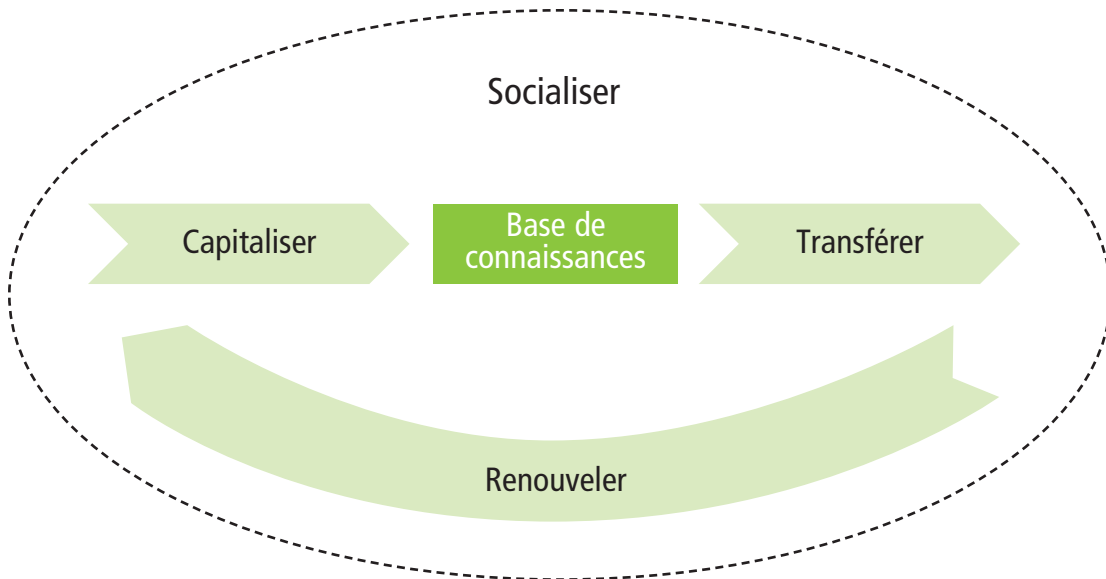 Socialiser
Capitaliser
Base de
connaissances
Transférer
Renouveler